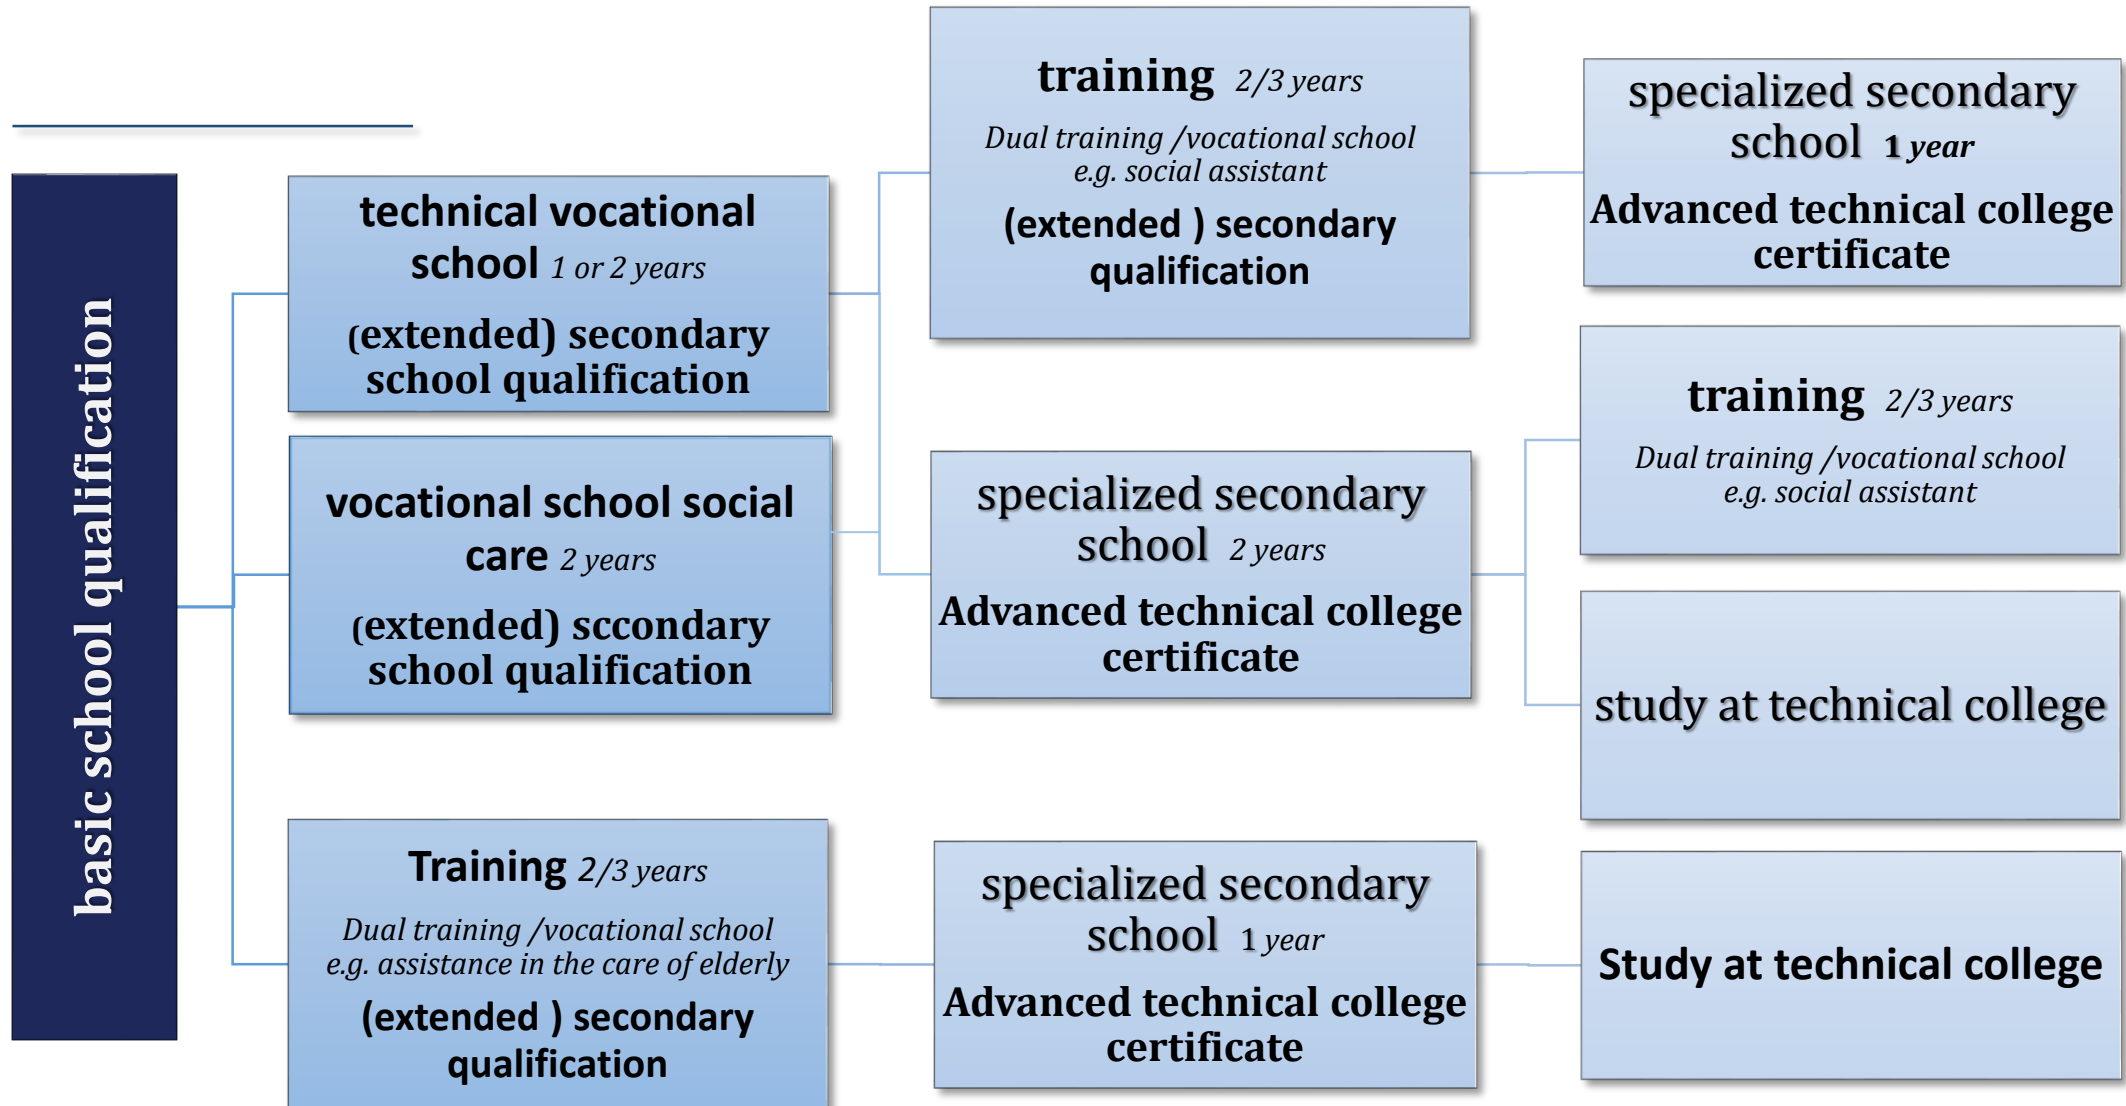 basic school qualification
technical vocational
school 1 or 2 years
(extended) secondary
school qualification
vocational school social
care 2 years
(extended) sccondary
school qualification
Training 2/3 years
Dual training /vocational school
e.g. assistance in the care of elderly
(extended ) secondary
qualification
training 2/3 years
Dual training /vocational school
e.g. social assistant
(extended ) secondary
qualification
specialized secondary
school 2 years
Advanced technical college
certificate
specialized secondary
school 1 year
Advanced technical college
certificate
specialized secondary
school 1 year
Advanced technical college
certificate
training 2/3 years
Dual training /vocational school
e.g. social assistant
study at technical college
Study at technical college